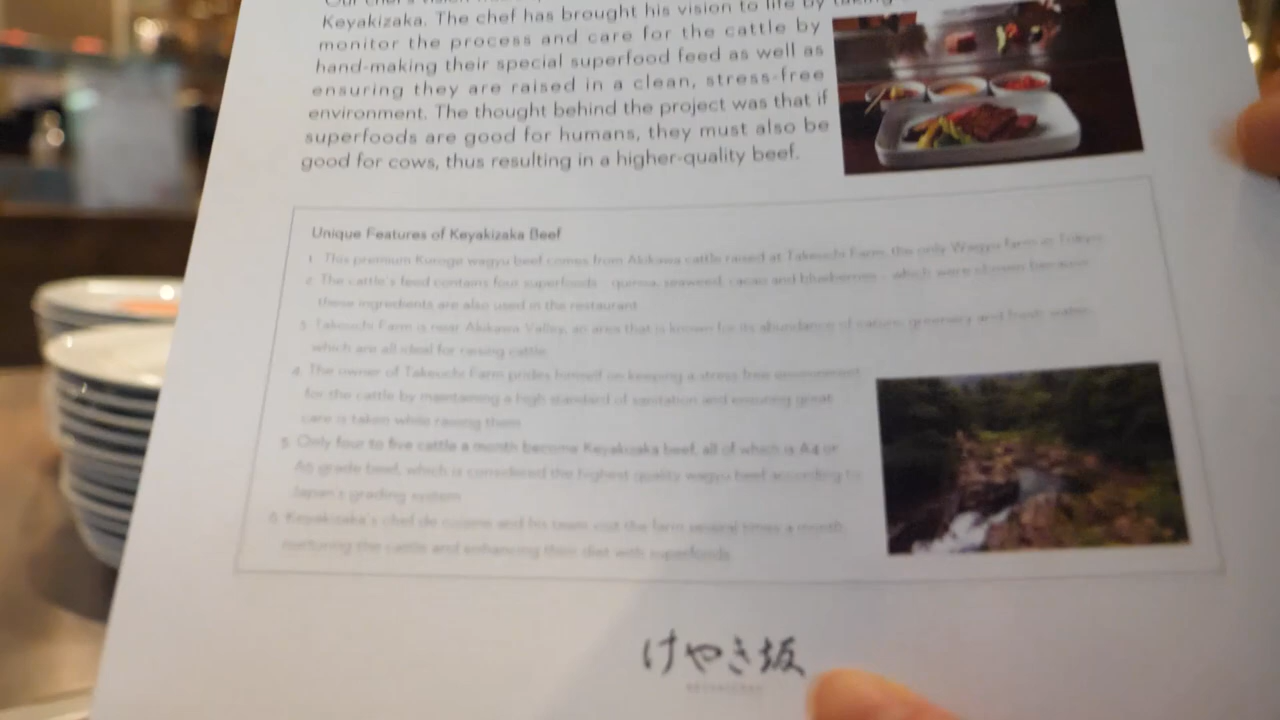 Our chef's vision
Keyakizaka. The chef has brought his vision to life by taking
monitor the process and care for the cattle by
hand-making their special superfood feed as well as
ensuring they are raised in a clean, stress-free
environment. The thought behind the project was that if
superfoods are good for humans, they must also be
good for cows, thus resulting in a higher-quality beef.
Unique Features of Keyakizaka Beef
1. This premium Kuroge wagyu beef comes from Akikawa cattle raised at Takeuchi Farm, the only Wagyu farm in Tokyo.
2. The cattle's feed contains four superfoods - quinoa, seaweed, cacao and blueberries - which were chosen because
these ingredients are also used in the restaurant.
3. Takeuchi Farm is near Akikawa Valley, an area that is known for its abundance of nature, greenery and fresh water,
which are all ideal for raising cattle.
4. The owner of Takeuchi Farm prides himself on keeping a stress free environment
for the cattle by maintaining a high standard of sanitation and ensuring great
care is taken while raising them.
5. Only four to five cattle a month become Keyakizaka beef, all of which is A4 or
A5 grade beef, which is considered the highest quality wagyu beef according to
Japan's grading system.
6. Keyakizaka's chef de cuisine and his team visit the farm several times a month
nurturing the cattle and enhancing their diet with superfoods.
けやき坂